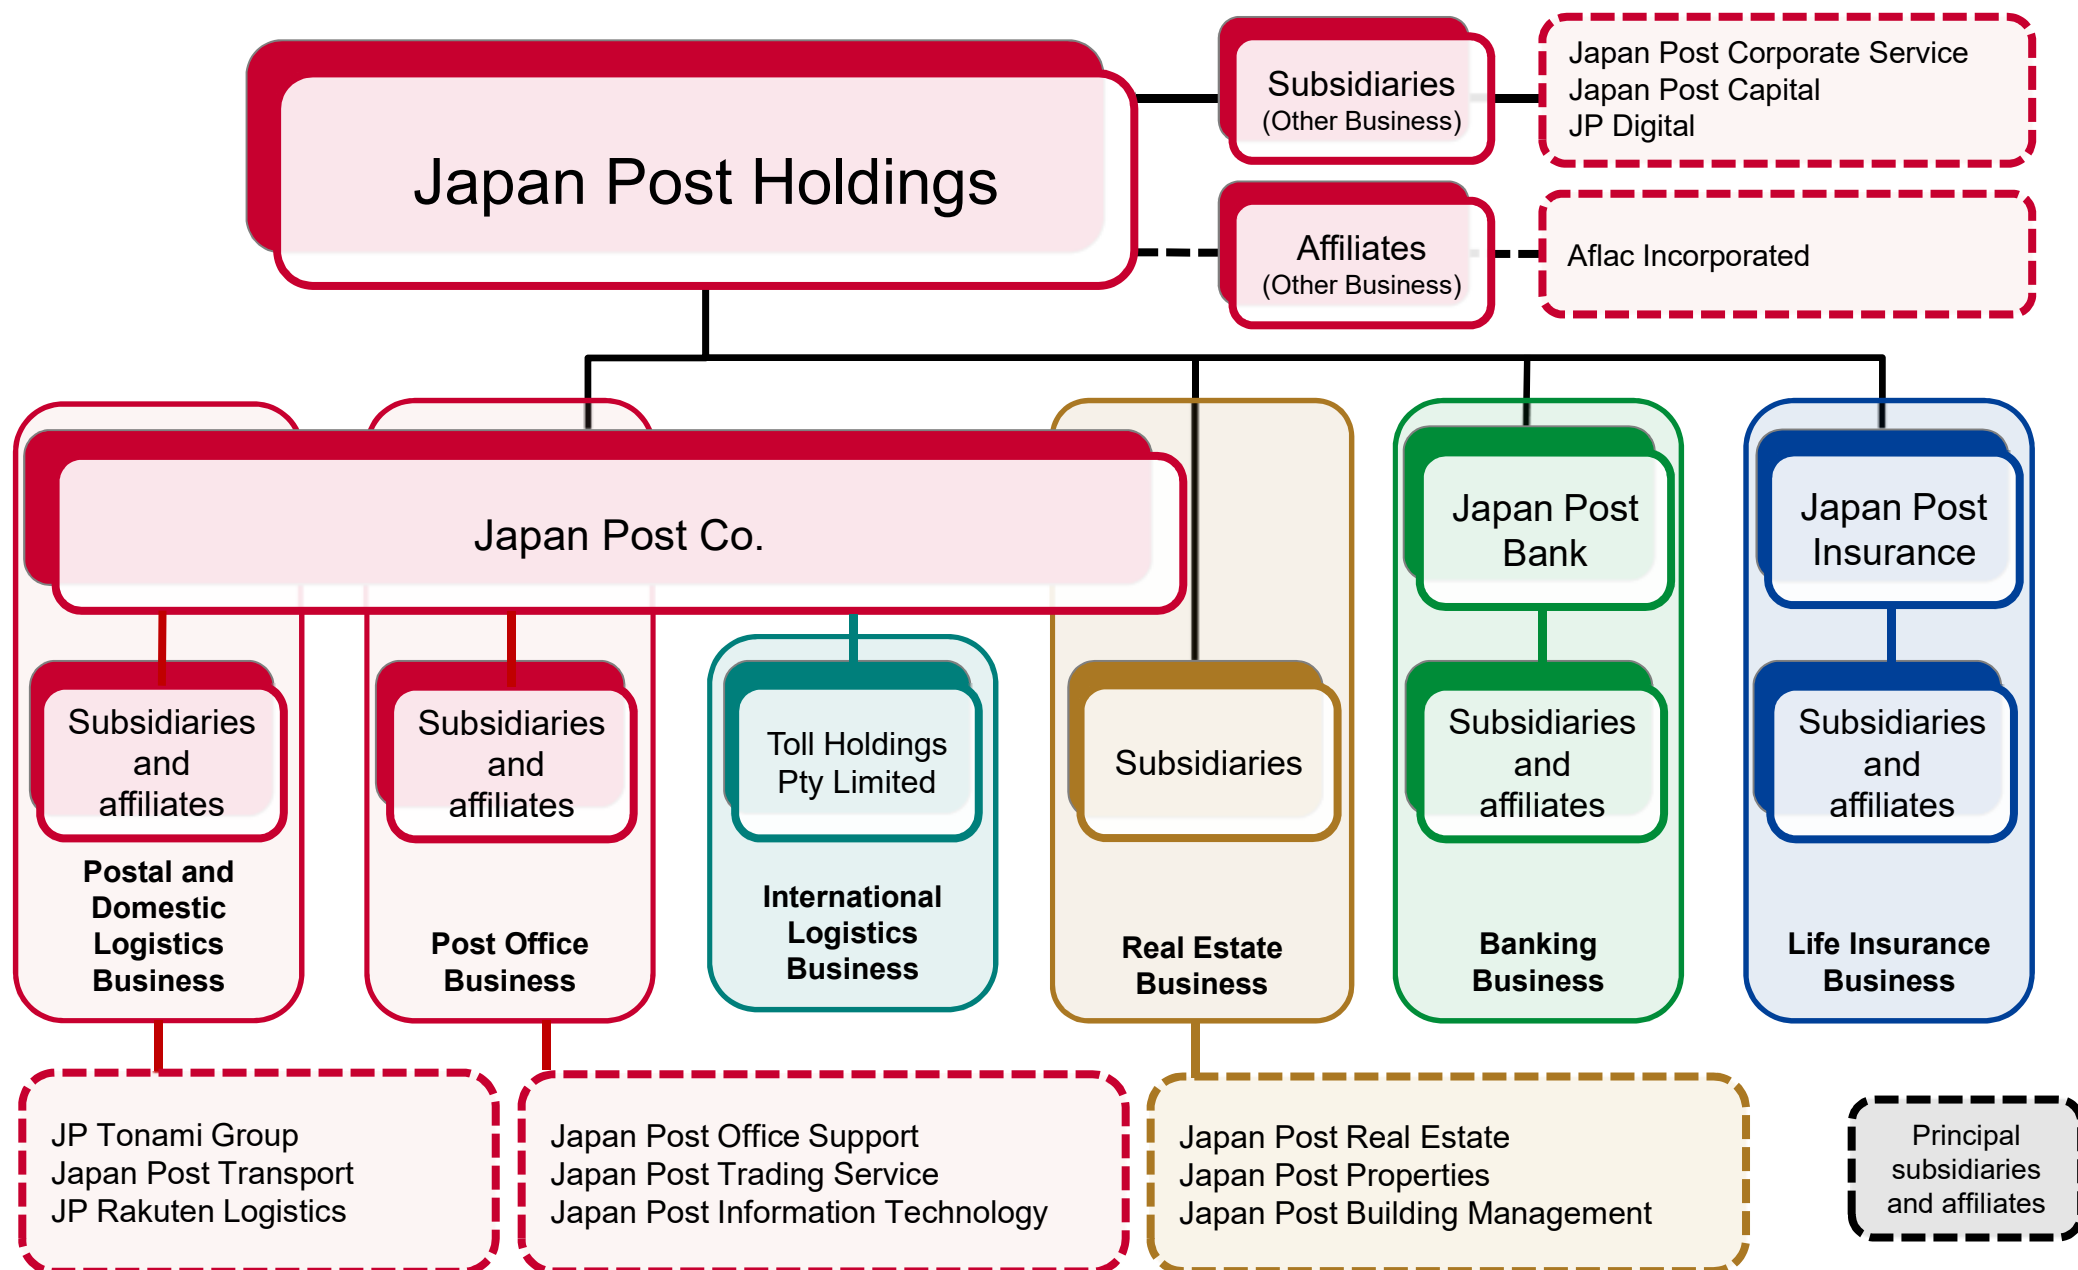 Japan Post Holdings
Subsidiaries
(Other Business)
Japan Post Corporate Service
Japan Post Capital
JP Digital
Affiliates
(Other Business)
Aflac Incorporated
Japan Post Co.
Japan Post
Bank
Japan Post
Insurance
Subsidiaries
and
affiliates
Subsidiaries
and
affiliates
Toll Holdings
Pty Limited
Subsidiaries
Subsidiaries
and
affiliates
Subsidiaries
and
affiliates
Postal and
Domestic
Logistics
Business
Post Office
Business
International
Logistics
Business
Real Estate
Business
Banking
Business
Life Insurance
Business
JP Tonami Group
Japan Post Transport
JP Rakuten Logistics
Japan Post Office Support
Japan Post Trading Service
Japan Post Information Technology
Japan Post Real Estate
Japan Post Properties
Japan Post Building Management
Principal
subsidiaries
and affiliates